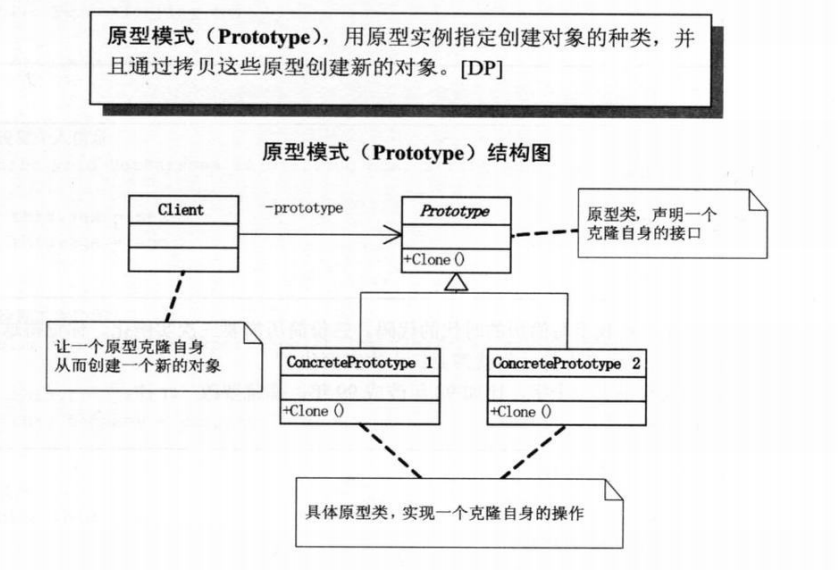 原型模式（Prototype），用原型实例指定创建对象的种类，并
且通过拷贝这些原型创建新的对象。[DP]
原型模式（Prototype）结构图
Client
-prototype
Prototype
+Clone()
原型类，声明一个
克隆自身的接口
让一个原型克隆自身
从而创建一个新的对象
ConcretePrototype 1
+Clone()
ConcretePrototype 2
+Clone()
具体原型类，实现一个克隆自身的操作